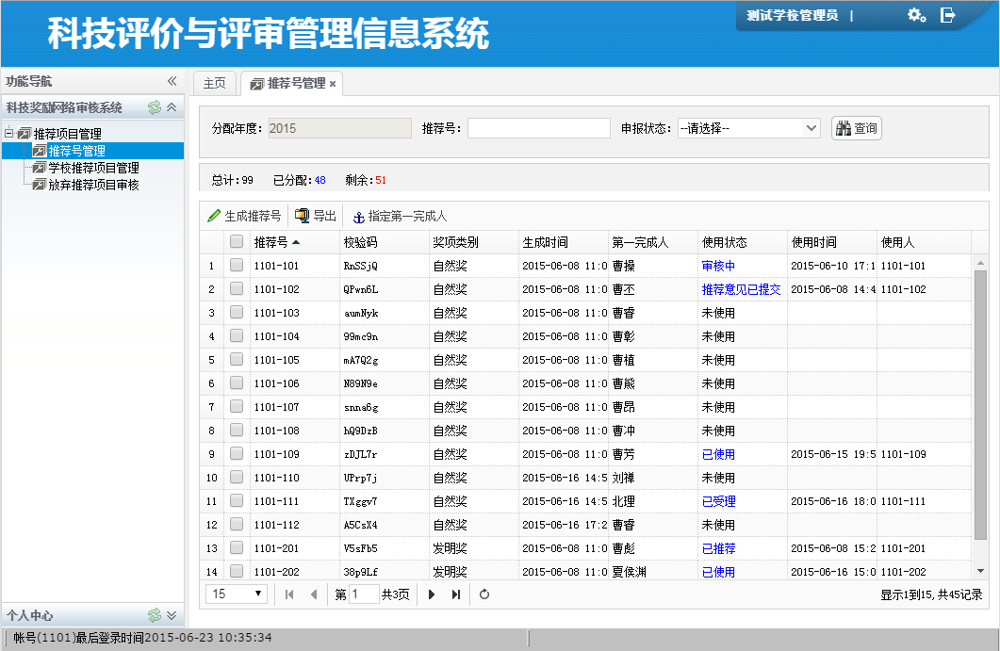 科技评价与评审管理信息系统
测试学校管理员 |
功能导航
科技奖励网络审核系统
推荐项目管理
推荐号管理
学校推荐项目管理
放弃推荐项目审核
主页 推荐号管理
分配年度: 2015 推荐号: 申报状态: --请选择-- 查询
总计:99 已分配:48 剩余:51
生成推荐号 导出 指定第一完成人
推荐号 校验码 奖项类别 生成时间 第一完成人 使用状态 使用时间 使用人
1 1101-101 RnSSjQ 自然奖 2015-06-08 11:0 曹操 审核中 2015-06-10 17:1 1101-101
2 1101-102 QPwn6L 自然奖 2015-06-08 11:0 曹丕 推荐意见已提交 2015-06-08 14:4 1101-102
3 1101-103 aumNyk 自然奖 2015-06-08 11:0 曹睿 未使用
4 1101-104 99mc9n 自然奖 2015-06-08 11:0 曹彰 未使用
5 1101-105 mA7Q2g 自然奖 2015-06-08 11:0 曹植 未使用
6 1101-106 N89N9e 自然奖 2015-06-08 11:0 曹熊 未使用
7 1101-107 snna6g 自然奖 2015-06-08 11:0 曹昂 未使用
8 1101-108 hQ9DzB 自然奖 2015-06-08 11:0 曹冲 未使用
9 1101-109 zDJL7r 自然奖 2015-06-08 11:0 曹芳 已使用 2015-06-15 19:5 1101-109
10 1101-110 UPrp7j 自然奖 2015-06-16 14:5 刘禅 未使用
11 1101-111 TXggv7 自然奖 2015-06-16 14:5 北理 已受理 2015-06-16 18:0 1101-111
12 1101-112 A5CsX4 自然奖 2015-06-16 17:2 曹睿 未使用
13 1101-201 V5sFb5 发明奖 2015-06-08 11:0 曹彪 已推荐 2015-06-08 15:2 1101-201
14 1101-202 38p9Lf 发明奖 2015-06-08 11:0 夏侯渊 已使用 2015-06-16 15:0 1101-202
15 第 1 共3页 显示1到15, 共45记录
个人中心
帐号(1101)最后登录时间2015-06-23 10:35:34